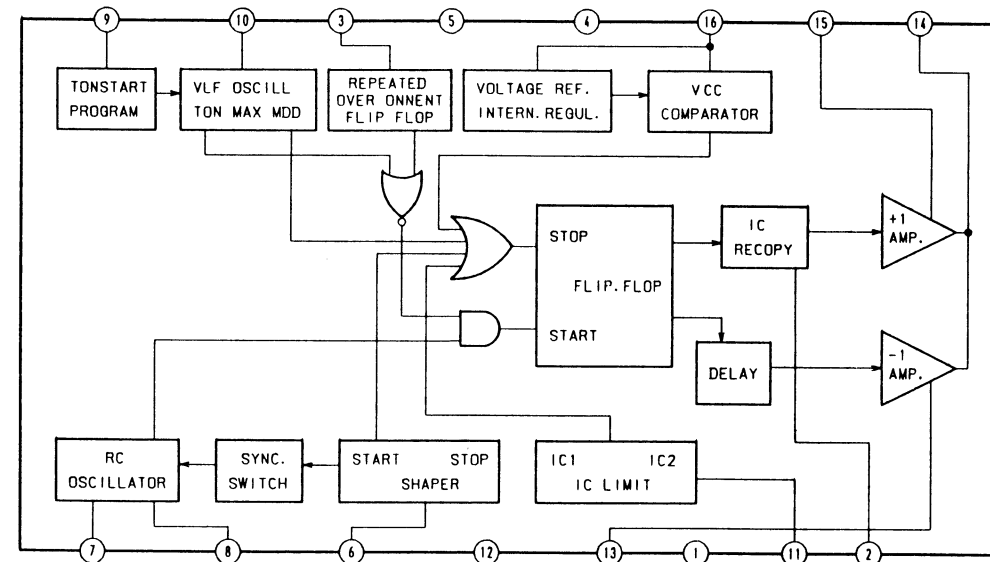 9 10 3 5 4 16 15 14
TONSTART
PROGRAM
VLF OSCILL
TON MAX MDD
REPEATED
OVER ONNENT
FLIP FLOP
VOLTAGE REF.
INTERN.REGUL.
VCC
COMPARATOR
STOP
FLIP.FLOP
START
IC
RECOPY
+1
AMP.
DELAY
-1
AMP.
RC
OSCILLATOR
SYNC.
SWITCH
START STOP
SHAPER
IC1 IC2
IC LIMIT
7 8 6 12 13 1 11 2